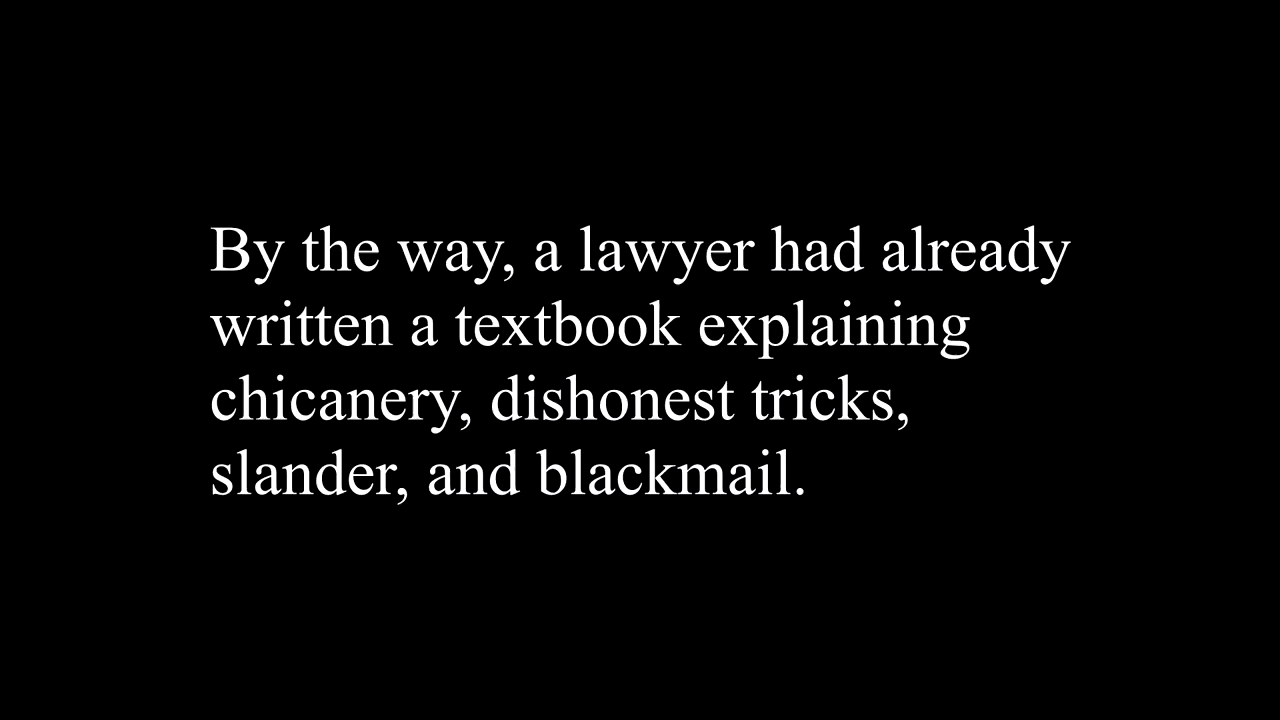 By the way, a lawyer had already
written a textbook explaining
chicanery, dishonest tricks,
slander, and blackmail.